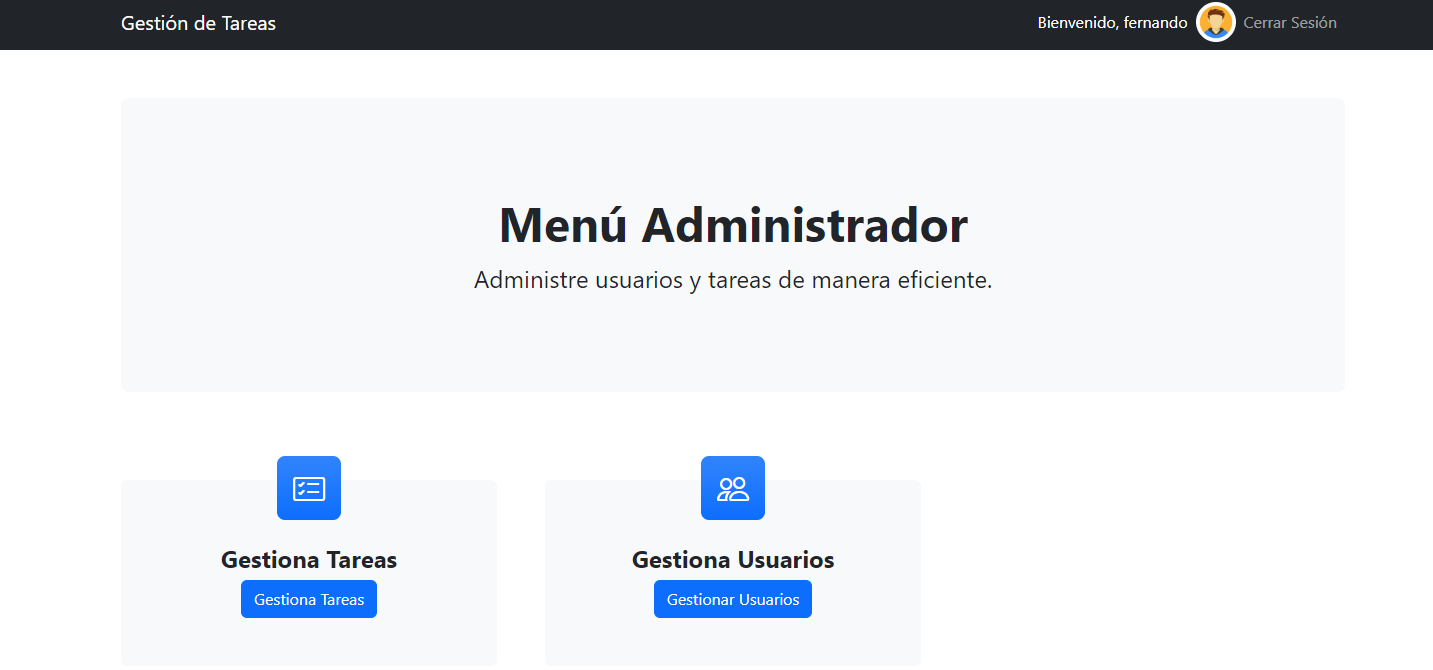 Gestión de Tareas
Bienvenido, fernando
Cerrar Sesión
Menú Administrador
Administre usuarios y tareas de manera eficiente.
Gestiona Tareas
Gestiona Tareas
Gestiona Usuarios
Gestionar Usuarios